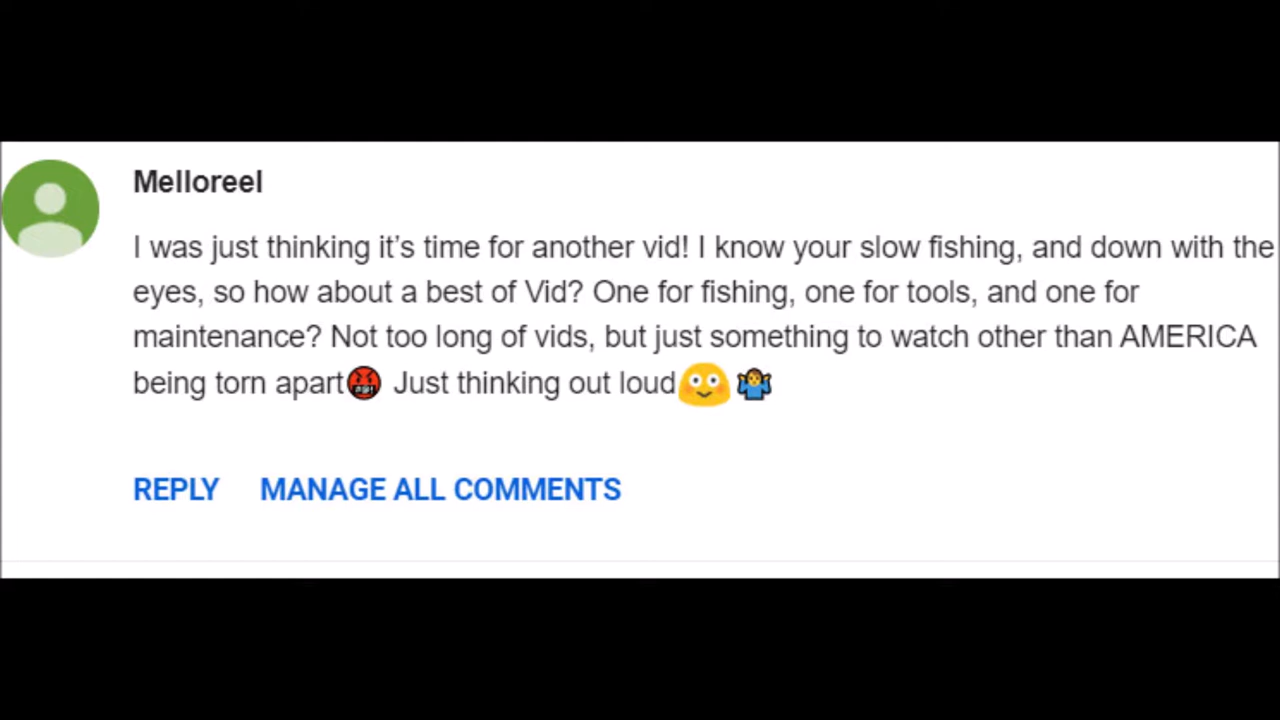 Melloreel
I was just thinking it’s time for another vid! I know your slow fishing, and down with the
eyes, so how about a best of Vid? One for fishing, one for tools, and one for
maintenance? Not too long of vids, but just something to watch other than AMERICA
being torn apart🤬 Just thinking out loud😳🤷
REPLY MANAGE ALL COMMENTS